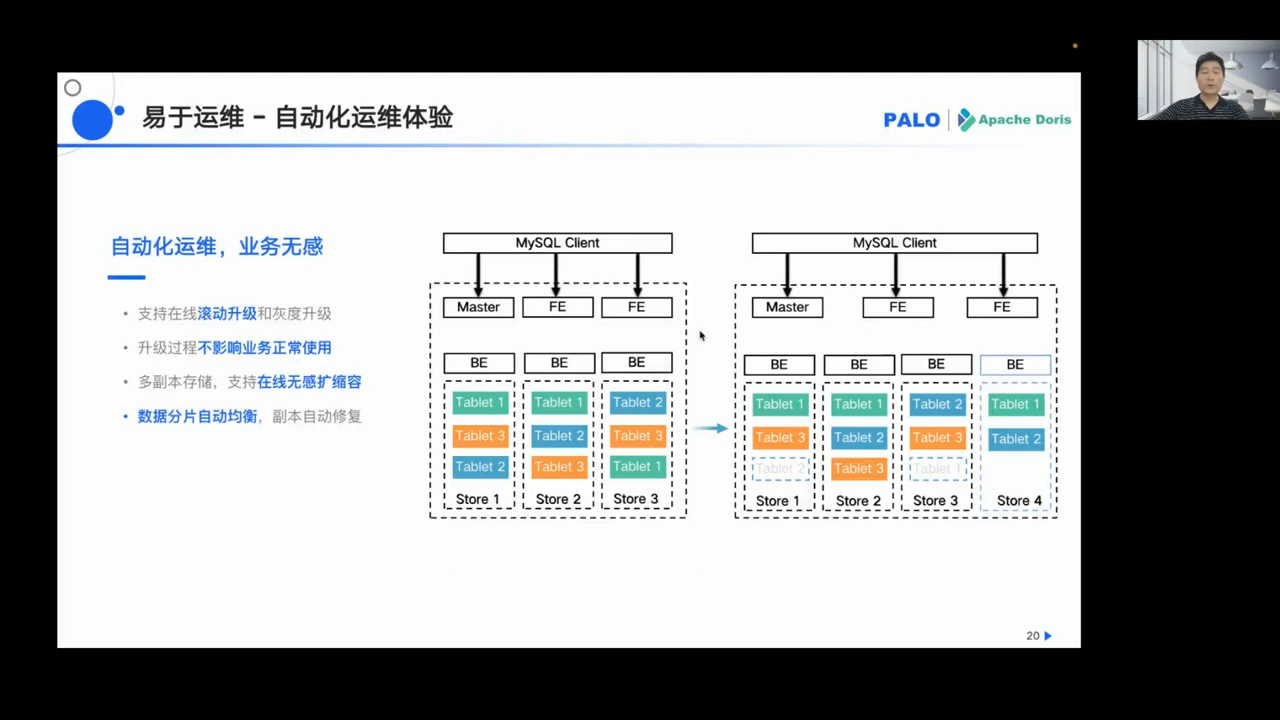 易于运维 - 自动化运维体验
PALO | Apache Doris
自动化运维，业务无感
• 支持在线滚动升级和灰度升级
• 升级过程不影响业务正常使用
• 多副本存储，支持在线无感扩缩容
• 数据分片自动均衡，副本自动修复
MySQL Client
Master FE FE
BE BE BE
Tablet 1 Tablet 1 Tablet 2
Tablet 3 Tablet 2 Tablet 3
Tablet 2 Tablet 3 Tablet 1
Store 1 Store 2 Store 3
MySQL Client
Master FE FE
BE BE BE BE
Tablet 1 Tablet 1 Tablet 2 Tablet 1
Tablet 3 Tablet 2 Tablet 3 Tablet 2
Tablet 2 Tablet 3 Tablet 1
Store 1 Store 2 Store 3 Store 4
20